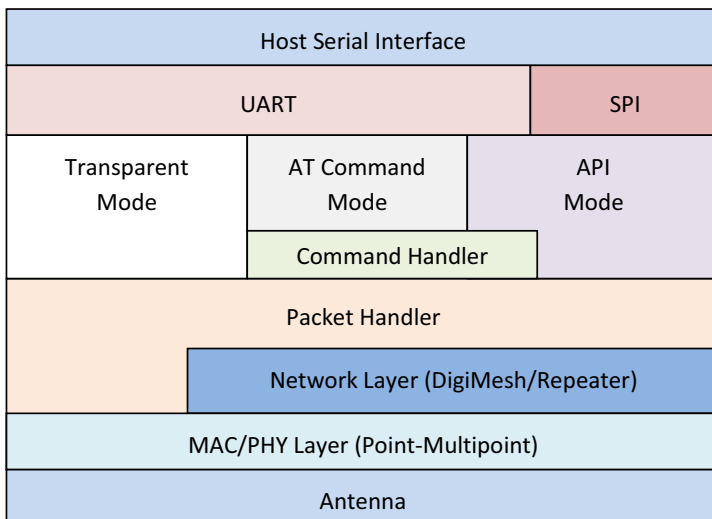 Host Serial Interface
UART
SPI
Transparent
Mode
AT Command
Mode
API
Mode
Command Handler
Packet Handler
Network Layer (DigiMesh/Repeater)
MAC/PHY Layer (Point-Multipoint)
Antenna